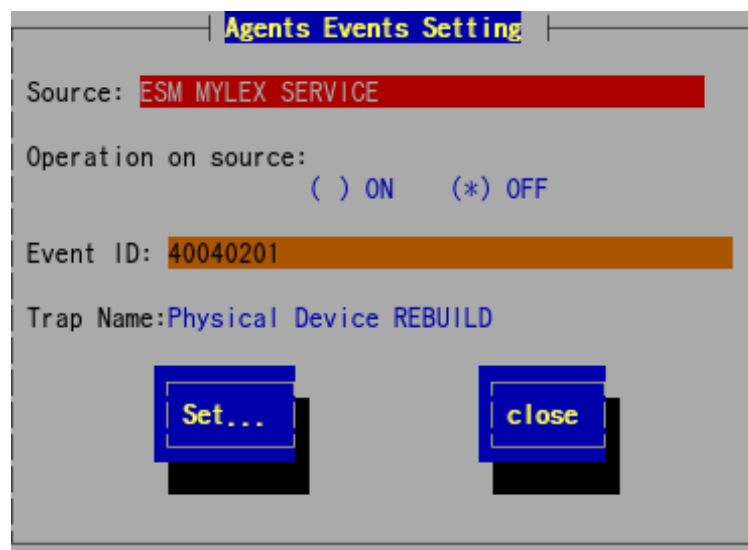 Agents Events Setting
Source: ESM MYLEX SERVICE
Operation on source:
( ) ON (*) OFF
Event ID: 40040201
Trap Name:Physical Device REBUILD
Set... close